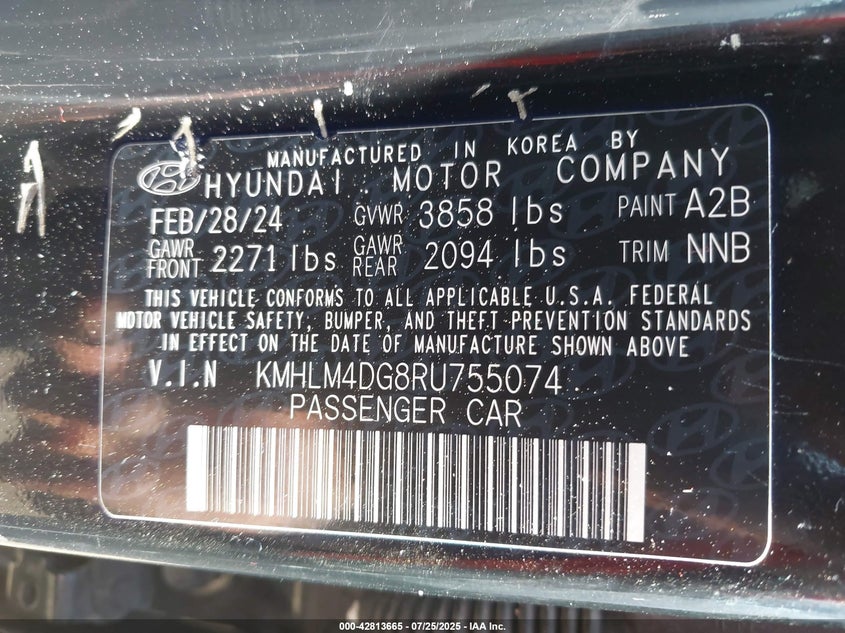 MANUFACTURED IN KOREA BY
HYUNDAI MOTOR COMPANY
FEB/28/24 GVWR 3858 lbs PAINT A2B
GAWR FRONT 2271 lbs GAWR REAR 2094 lbs TRIM NNB
THIS VEHICLE CONFORMS TO ALL APPLICABLE U.S.A. FEDERAL
MOTOR VEHICLE SAFETY, BUMPER, AND THEFT PREVENTION STANDARDS
IN EFFECT ON THE DATE OF MANUFACTURE SHOWN ABOVE
V.I.N KMHLM4DG8RU755074
PASSENGER CAR
000-42813665 - 07/25/2025 - IAA Inc.